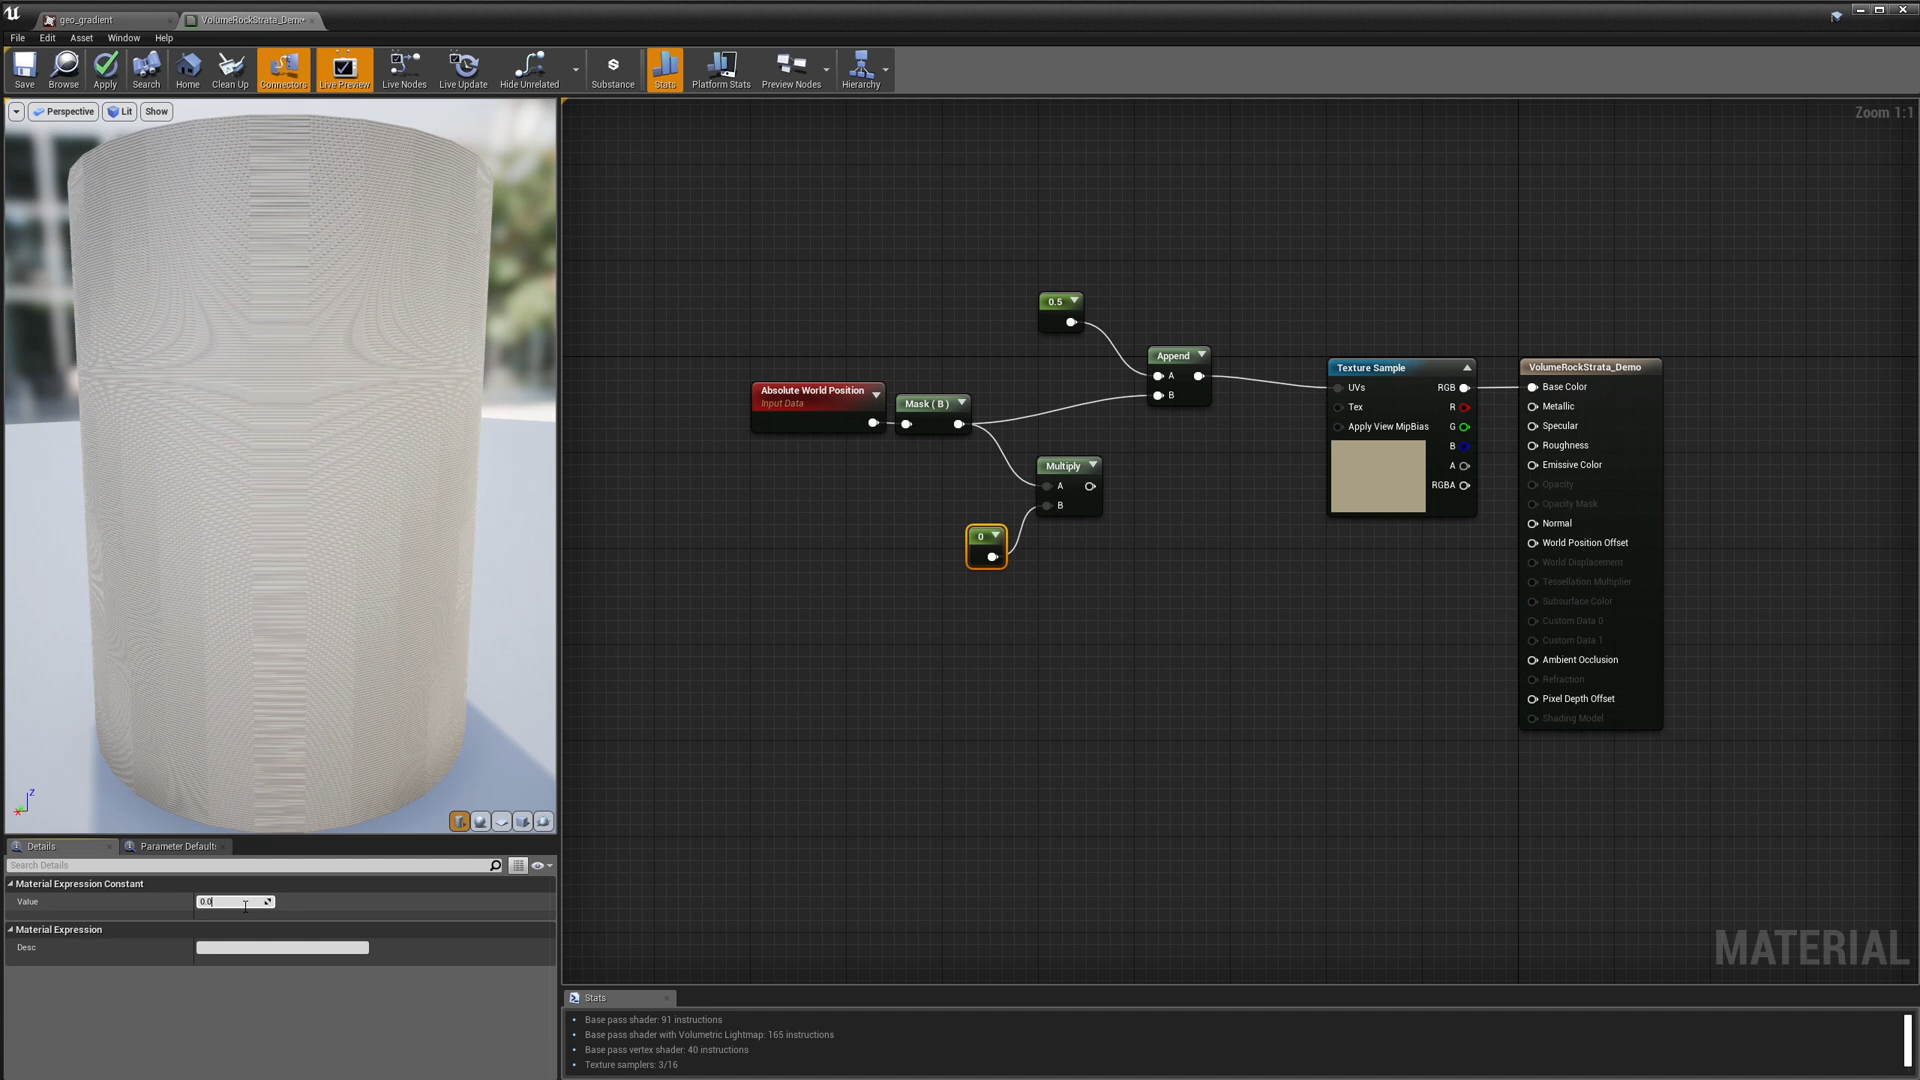 geo_gradient
VolumeRockStrata_Demo*
File Edit Asset Window Help
Save Browse Apply Search Home Clean Up Connectors Live Preview Live Nodes Live Update Hide Unrelated Substance Stats Platform Stats Preview Nodes Hierarchy
Perspective Lit Show
Zoom 1:1
0.5
Append
A
B
Absolute World Position
Input Data
Mask ( B )
Multiply
A
B
0
Texture Sample
UVs RGB
Tex R
Apply View MipBias G
B
A
RGBA
VolumeRockStrata_Demo
Base Color
Metallic
Specular
Roughness
Emissive Color
Opacity
Opacity Mask
Normal
World Position Offset
World Displacement
Tessellation Multiplier
Subsurface Color
Custom Data 0
Custom Data 1
Ambient Occlusion
Refraction
Pixel Depth Offset
Shading Model
MATERIAL
Z
Details Parameter Defaults
Search Details
Material Expression Constant
Value 0.0
Material Expression
Desc
Stats
Base pass shader: 91 instructions
Base pass shader with Volumetric Lightmap: 165 instructions
Base pass vertex shader: 40 instructions
Texture samplers: 3/16